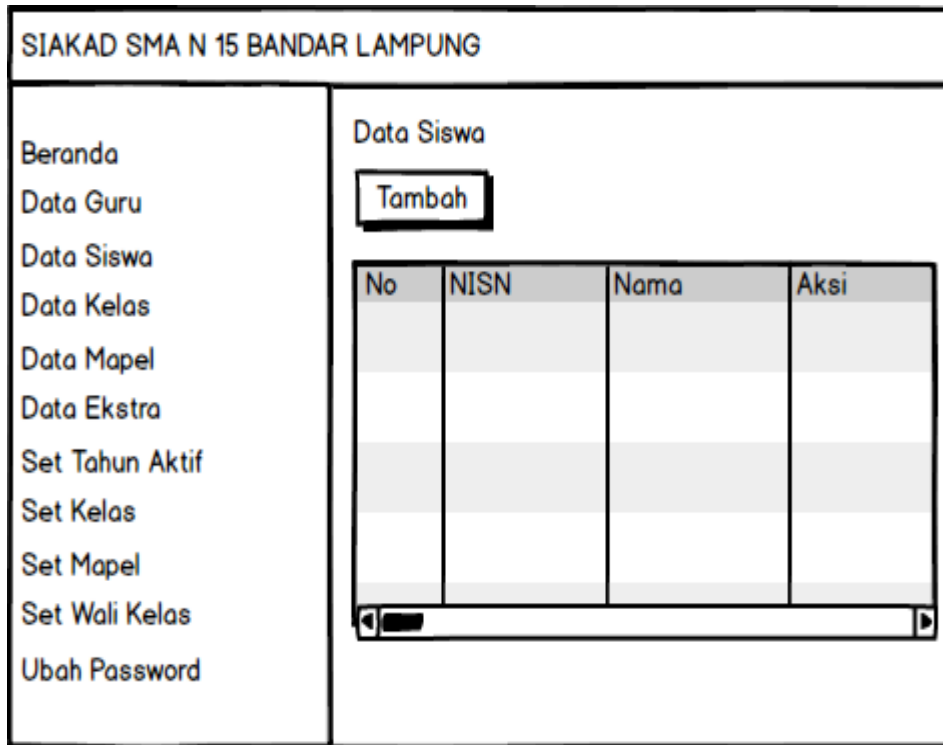 SIAKAD SMA N 15 BANDAR LAMPUNG
Beranda
Data Guru
Data Siswa
Data Kelas
Data Mapel
Data Ekstra
Set Tahun Aktif
Set Kelas
Set Mapel
Set Wali Kelas
Ubah Password
Data Siswa
Tambah
No NISN Nama Aksi